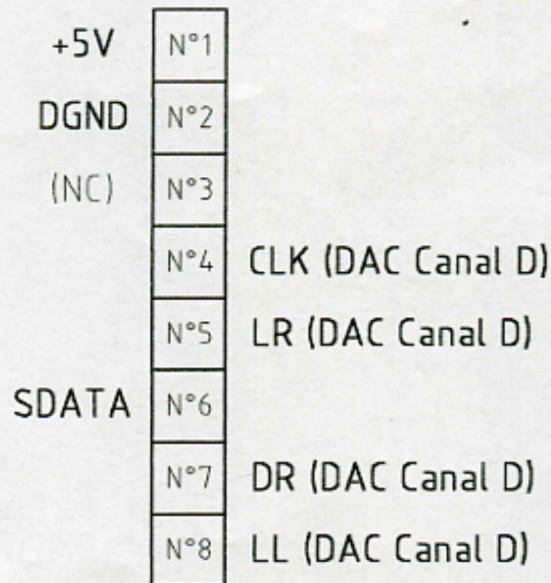 +5V N°1
DGND N°2
(NC) N°3
N°4 CLK (DAC Canal D)
N°5 LR (DAC Canal D)
SDATA N°6
N°7 DR (DAC Canal D)
N°8 LL (DAC Canal D)